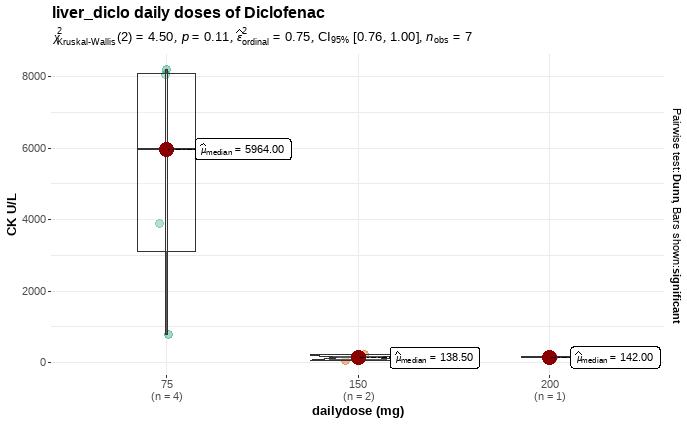 liver_diclo daily doses of Diclofenac
χ²Kruskal-Wallis(2) = 4.50, p = 0.11, ε̂²ordinal = 0.75, CI95% [0.76, 1.00], nobs = 7
8000
6000
4000
2000
0
CK U/L
μ̂median = 5964.00
μ̂median = 138.50
μ̂median = 142.00
75
(n = 4)
150
(n = 2)
200
(n = 1)
dailydose (mg)
Pairwise test:Dunn, Bars shown:significant